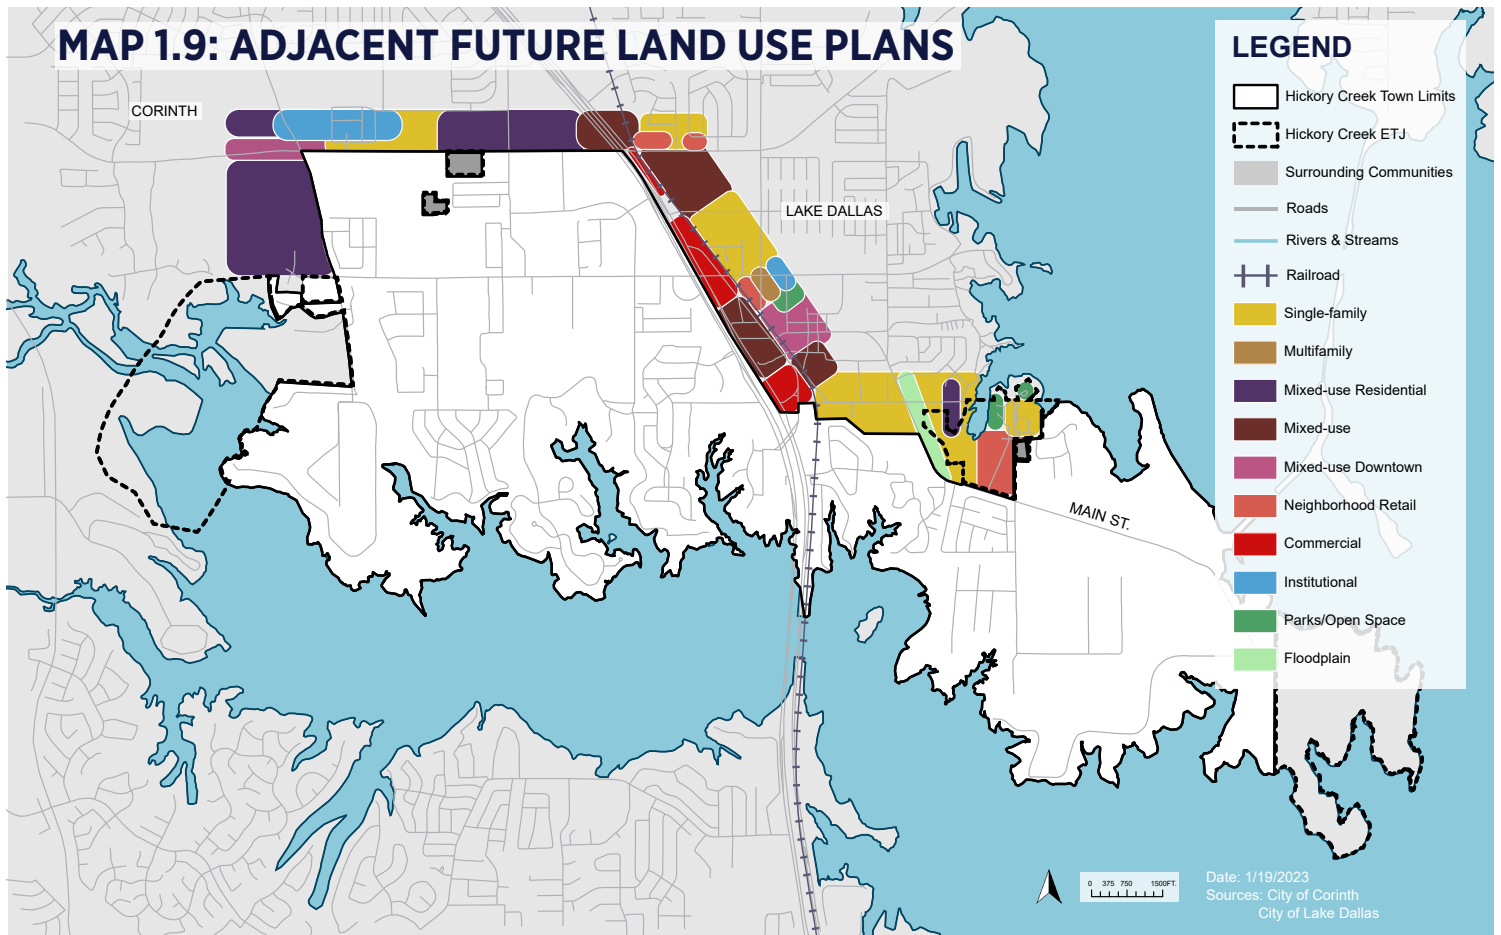 MAP 1.9: ADJACENT FUTURE LAND USE PLANS
CORINTH
LAKE DALLAS
MAIN ST.
LEGEND
Hickory Creek Town Limits
Hickory Creek ETJ
Surrounding Communities
Roads
Rivers & Streams
Railroad
Single-family
Multifamily
Mixed-use Residential
Mixed-use
Mixed-use Downtown
Neighborhood Retail
Commercial
Institutional
Parks/Open Space
Floodplain
0 375 750 1500FT.
Date: 1/19/2023
Sources: City of Corinth
City of Lake Dallas